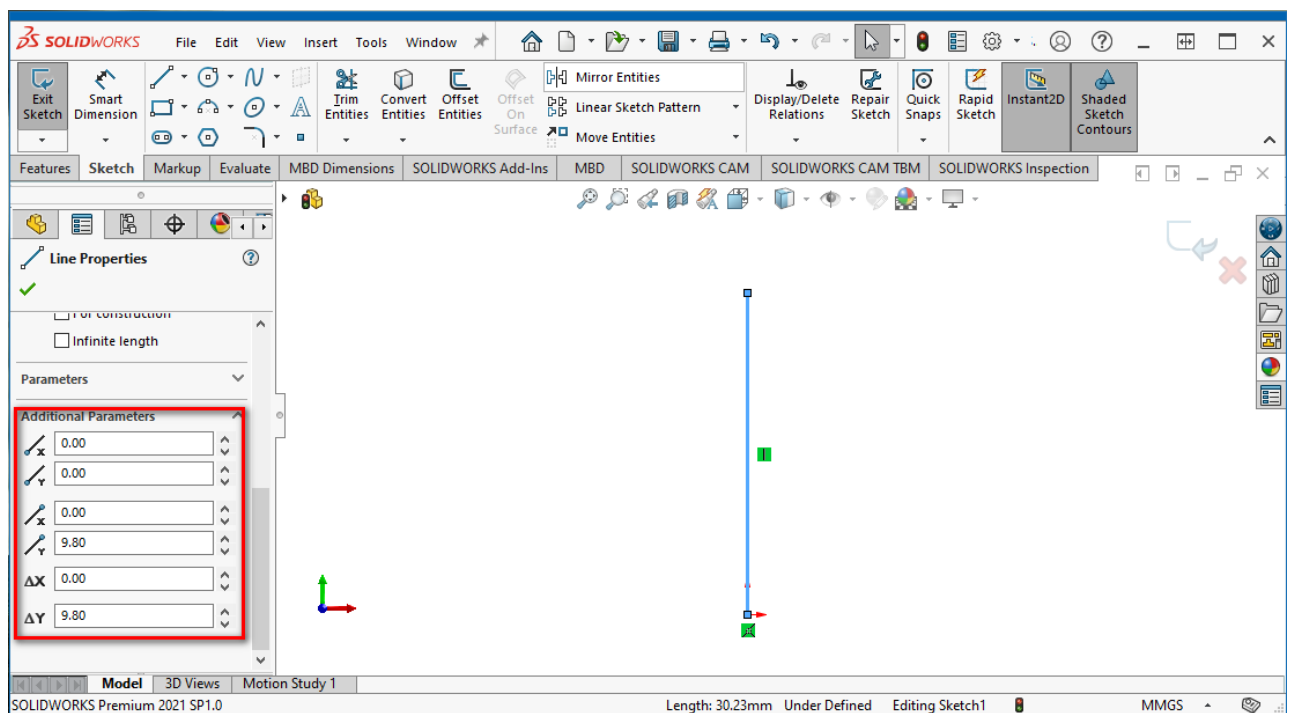 SOLIDWORKS File Edit View Insert Tools Window
Exit Sketch
Smart Dimension
Trim Entities
Convert Entities
Offset Entities
Offset On Surface
Mirror Entities
Linear Sketch Pattern
Move Entities
Display/Delete Relations
Repair Sketch
Quick Snaps
Rapid Sketch
Instant2D
Shaded Sketch Contours
Features Sketch Markup Evaluate MBD Dimensions SOLIDWORKS Add-Ins MBD SOLIDWORKS CAM SOLIDWORKS CAM TBM SOLIDWORKS Inspection
Line Properties
For construction
Infinite length
Parameters
Additional Parameters
X 0.00
Y 0.00
X 0.00
Y 9.80
ΔX 0.00
ΔY 9.80
Model 3D Views Motion Study 1
SOLIDWORKS Premium 2021 SP1.0 Length: 30.23mm Under Defined Editing Sketch1 MMGS